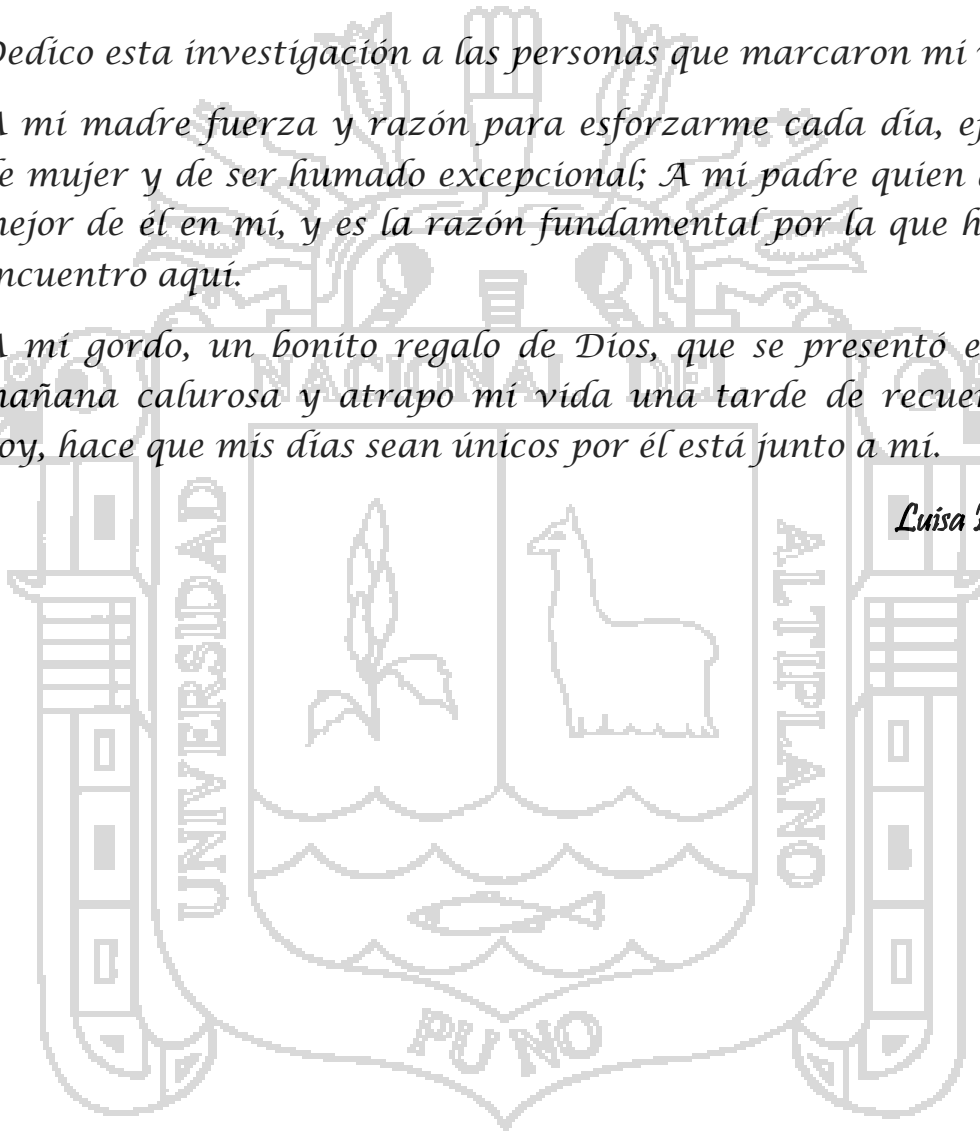 Dedico esta investigación a las personas que marcaron mi
A mi madre fuerza y razón para esforzarme cada día,
de mujer y de ser humado excepcional; A mi padre quien
mejor de él en mí, y es la razón fundamental por la que
encuentro aquí.
A mi gordo, un bonito regalo de Dios, que se presentó
mañana calurosa y atrapo mi vida una tarde de
hoy, hace que mis días sean únicos por él está junto a mí.
Luisa
NACIONAL DEL
UNIVERSIDAD
ALTIPLANO
PUNO